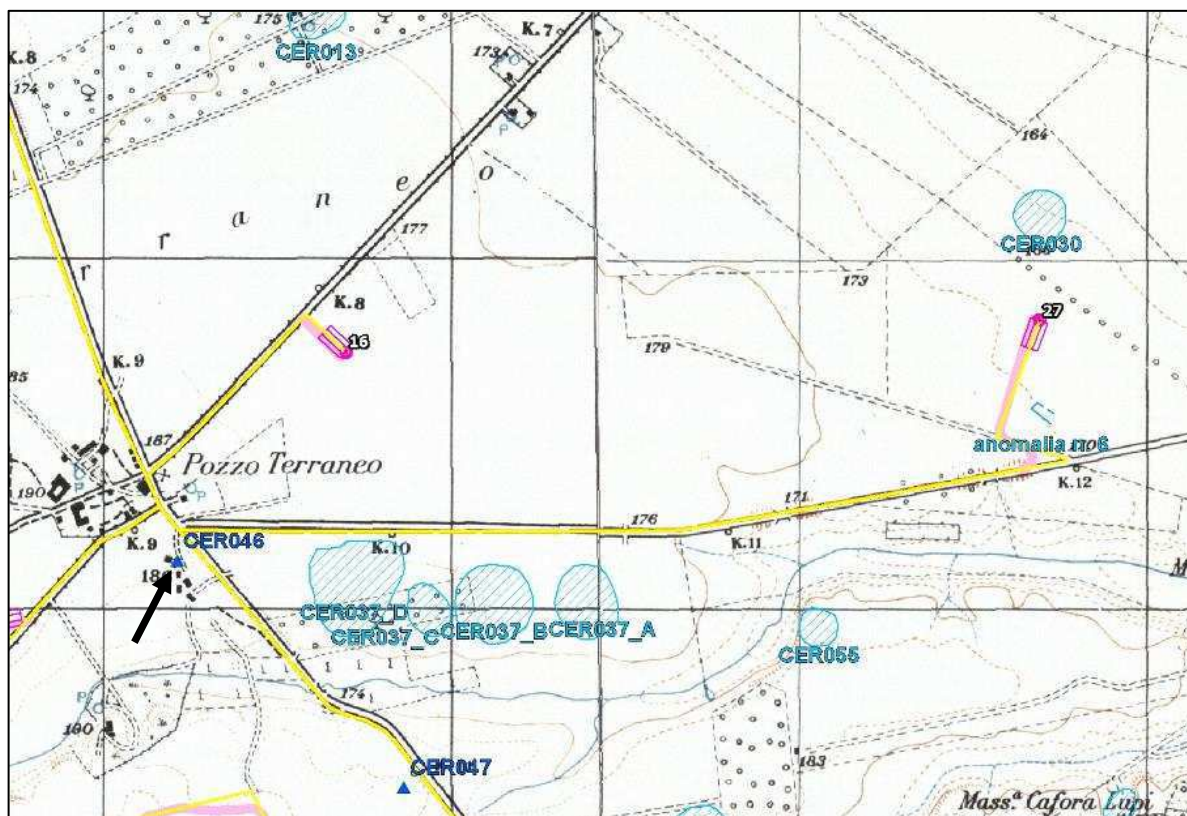 175
CER013
K.8
174
K.7
173
P
164
r r a n e o
177
CER030
173
K.8
16
27
179
K.9
85
187
Pozzo Terraneo
P
P
190
anomalia nr. 6
K.12
171
K.9
CER046
K.10
176
K.11
CER037_D
CER037_C
CER037_B
CER037_A
CER055
174
P
190
CER047
183
Mass.ª Cafora Lupi